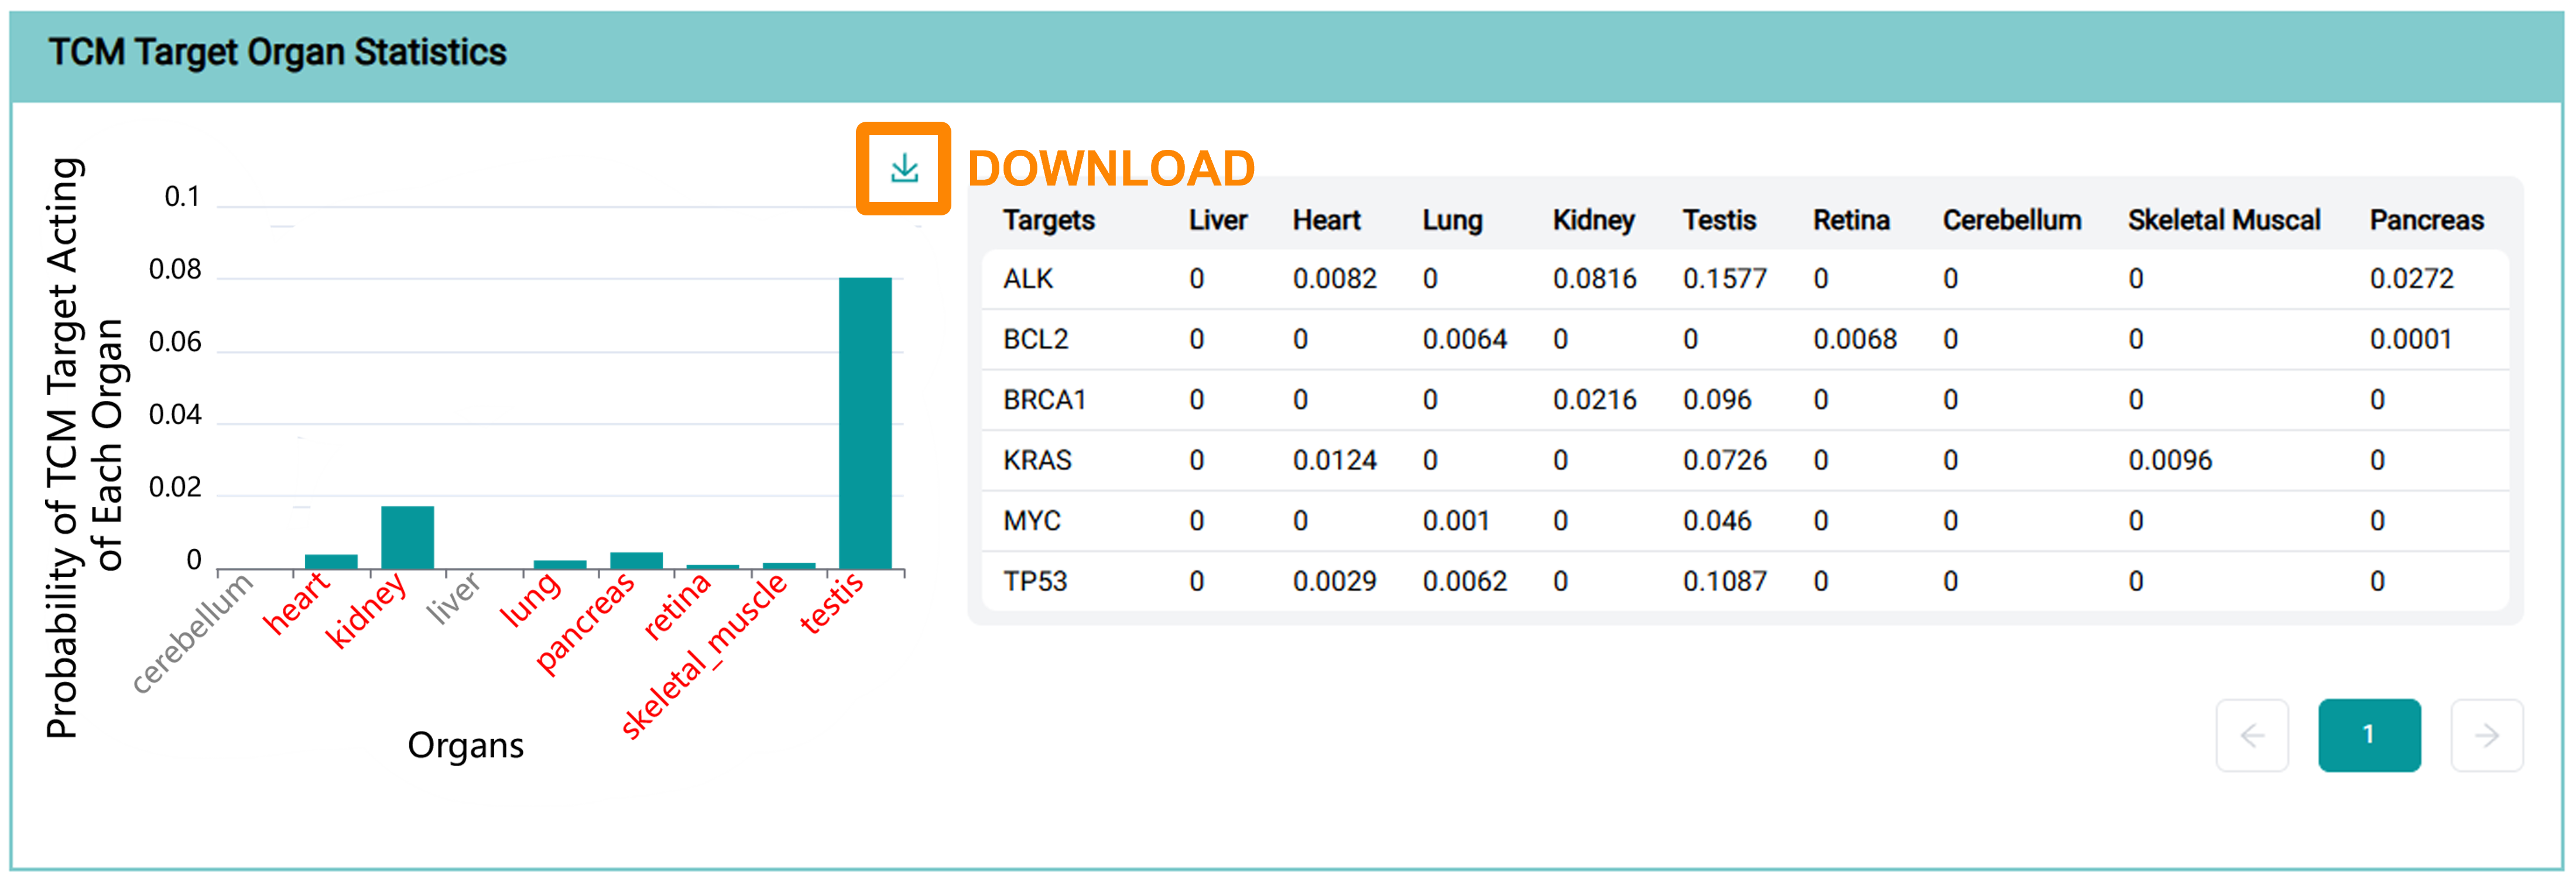 TCM Target Organ Statistics
DOWNLOAD
Probability of TCM Target Acting
of Each Organ
0.1
0.08
0.06
0.04
0.02
0
cerebellum
heart
kidney
liver
lung
pancreas
retina
skeletal_muscle
testis
Organs
Targets Liver Heart Lung Kidney Testis Retina Cerebellum Skeletal Muscal Pancreas
ALK 0 0.0082 0 0.0816 0.1577 0 0 0 0.0272
BCL2 0 0 0.0064 0 0 0.0068 0 0 0.0001
BRCA1 0 0 0 0.0216 0.096 0 0 0 0
KRAS 0 0.0124 0 0 0.0726 0 0 0.0096 0
MYC 0 0 0.001 0 0.046 0 0 0 0
TP53 0 0.0029 0.0062 0 0.1087 0 0 0 0
1